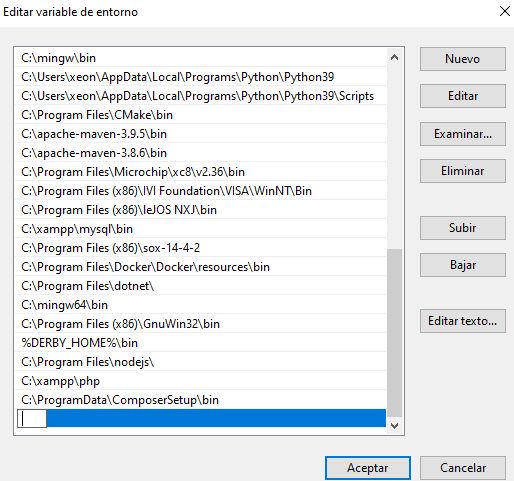 Editar variable de entorno
C:\mingw\bin
C:\Users\xeon\AppData\Local\Programs\Python\Python39
C:\Users\xeon\AppData\Local\Programs\Python\Python39\Scripts
C:\Program Files\CMake\bin
C:\apache-maven-3.9.5\bin
C:\apache-maven-3.8.6\bin
C:\Program Files\Microchip\xc8\v2.36\bin
C:\Program Files (x86)\IVI Foundation\VISA\WinNT\Bin
C:\Program Files (x86)\leJOS NXJ\bin
C:\xampp\mysql\bin
C:\Program Files (x86)\sox-14-4-2
C:\Program Files\Docker\Docker\resources\bin
C:\Program Files\dotnet\
C:\mingw64\bin
C:\Program Files (x86)\GnuWin32\bin
%DERBY_HOME%\bin
C:\Program Files\nodejs\
C:\xampp\php
C:\ProgramData\ComposerSetup\bin
Nuevo
Editar
Examinar...
Eliminar
Subir
Bajar
Editar texto...
Aceptar
Cancelar